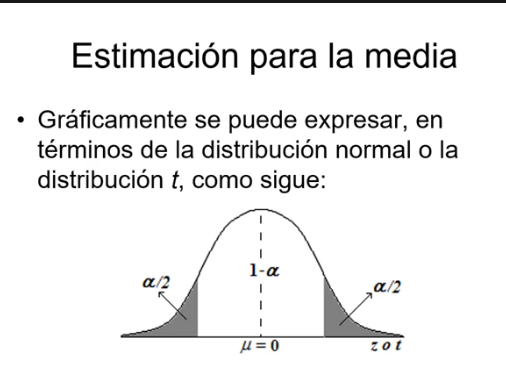 Estimación para la media
• Gráficamente se puede expresar, en
términos de la distribución normal o la
distribución t, como sigue:
1-α
α/2
α/2
μ = 0
z o t